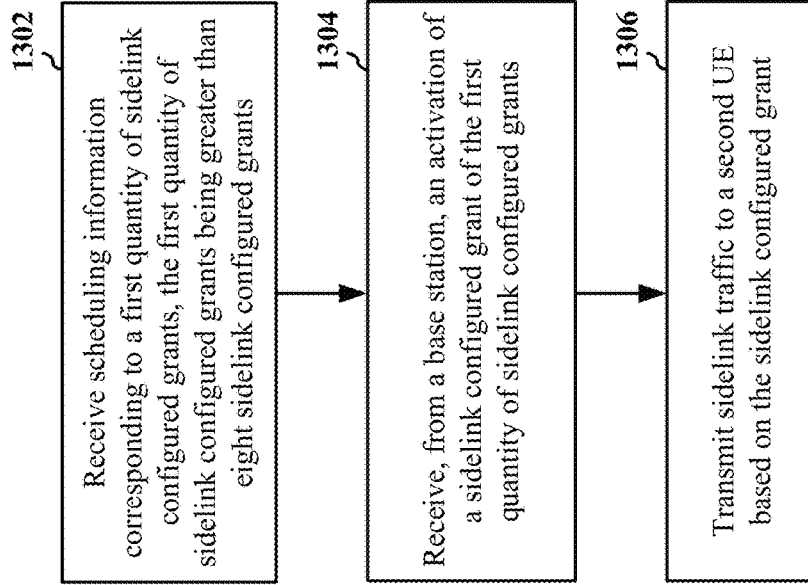 1302
Receive scheduling information
corresponding to a first quantity of sidelink
configured grants, the first quantity of
sidelink configured grants being greater than
eight sidelink configured grants
1304
Receive, from a base station, an activation of
a sidelink configured grant of the first
quantity of sidelink configured grants
1306
Transmit sidelink traffic to a second UE
based on the sidelink configured grant